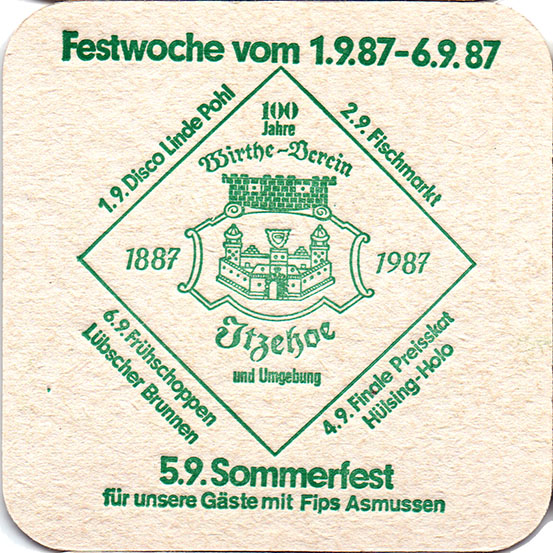 Festwoche vom 1.9.87-6.9.87
1.9. Disco Linde Pohl
2.9. Fischmarkt
100
Jahre
Wirthe-Verein
1887
1987
Itzehoe
und Umgebung
6.9. Frühschoppen
Lübscher Brunnen
4.9. Finale Preisskat
Hülsing-Holo
5.9. Sommerfest
für unsere Gäste mit Fips Asmussen